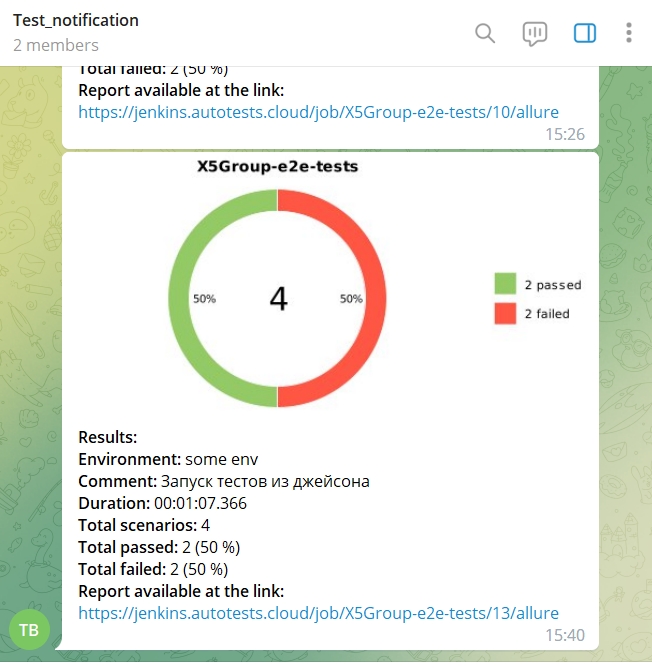 Test_notification
2 members
Total failed: 2 (50 %)
Report available at the link:
https://jenkins.autotests.cloud/job/X5Group-e2e-tests/10/allure
15:26
X5Group-e2e-tests
50%
4
50%
2 passed
2 failed
Results:
Environment: some env
Comment: Запуск тестов из джейсона
Duration: 00:01:07.366
Total scenarios: 4
Total passed: 2 (50 %)
Total failed: 2 (50 %)
Report available at the link:
https://jenkins.autotests.cloud/job/X5Group-e2e-tests/13/allure
TB
15:40